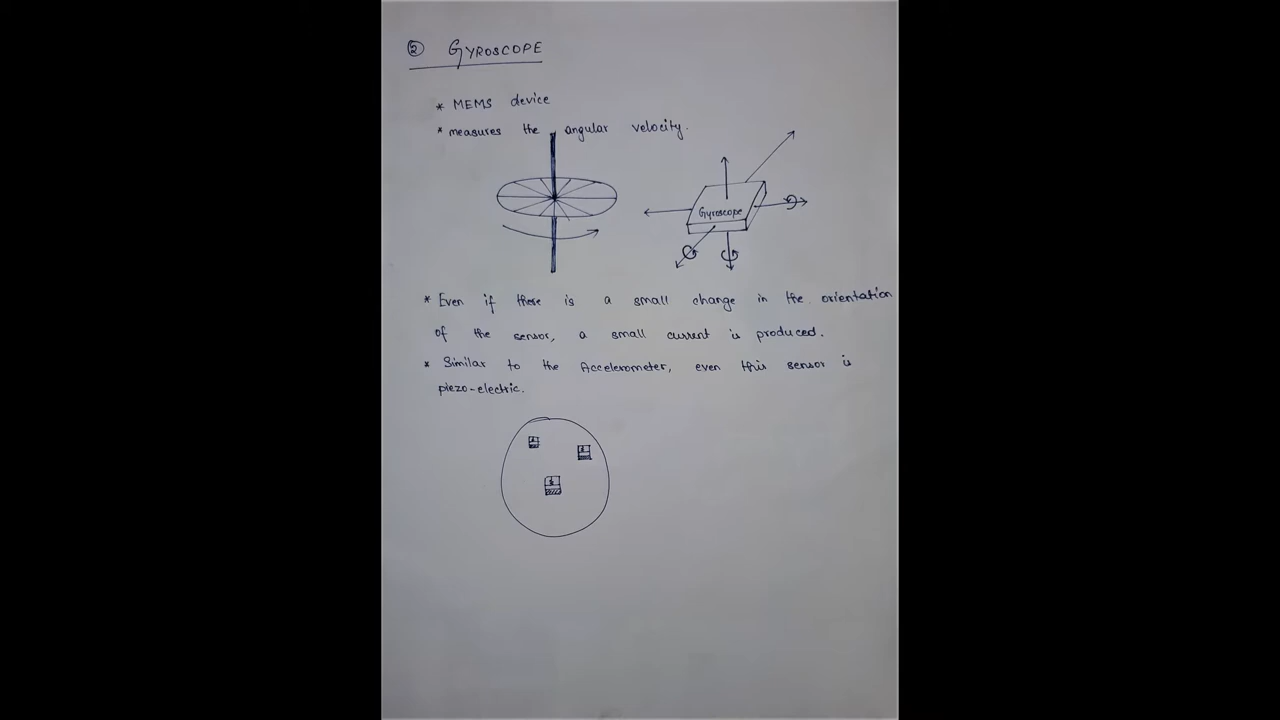 ② GYROSCOPE
* MEMS device
* measures the angular velocity.
Gyroscope
* Even if there is a small change in the orientation
of the sensor, a small current is produced.
* Similar to the Accelerometer, even this sensor is
piezo-electric.